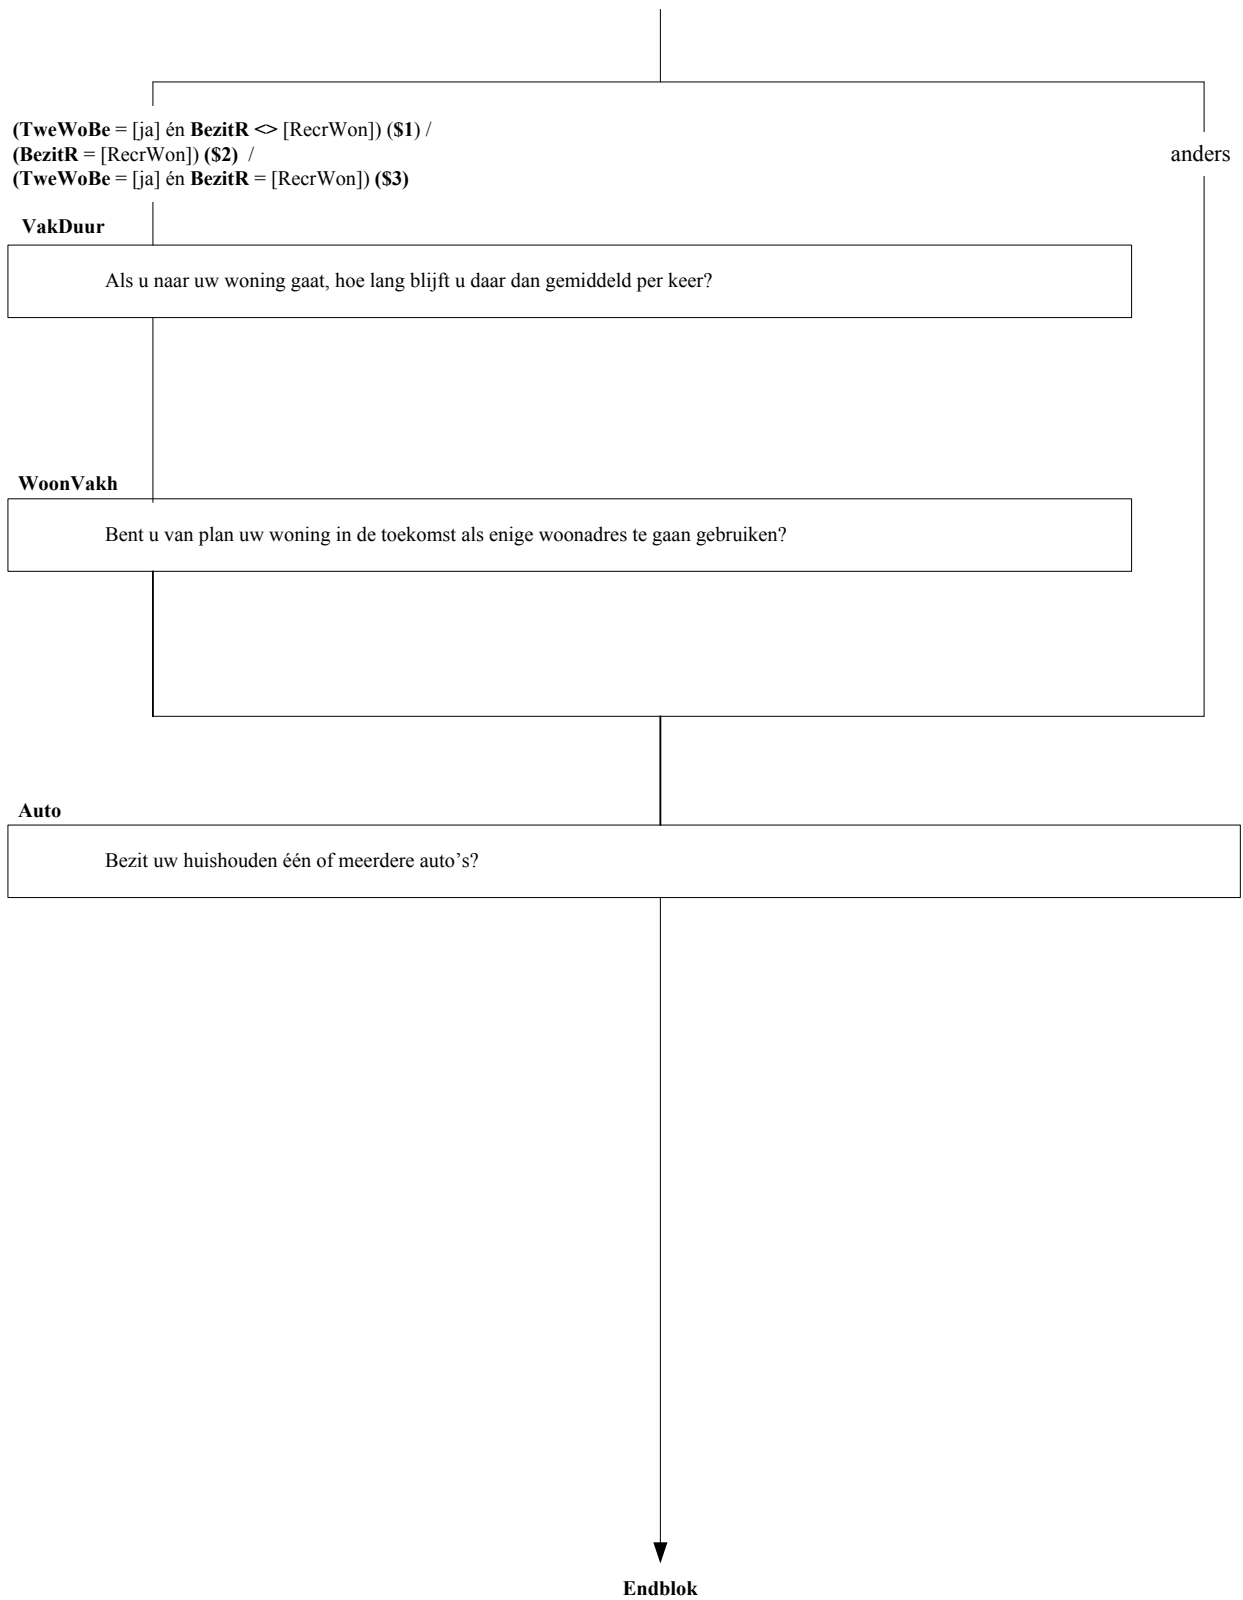 (TweWoBe = [ja] én BezitR <> [RecrWon]) ($1) /
(BezitR = [RecrWon]) ($2) /
(TweWoBe = [ja] én BezitR = [RecrWon]) ($3)
anders
VakDuur
Als u naar uw woning gaat, hoe lang blijft u daar dan gemiddeld per keer?
WoonVakh
Bent u van plan uw woning in de toekomst als enige woonadres te gaan gebruiken?
Auto
Bezit uw huishouden één of meerdere auto’s?
Endblok